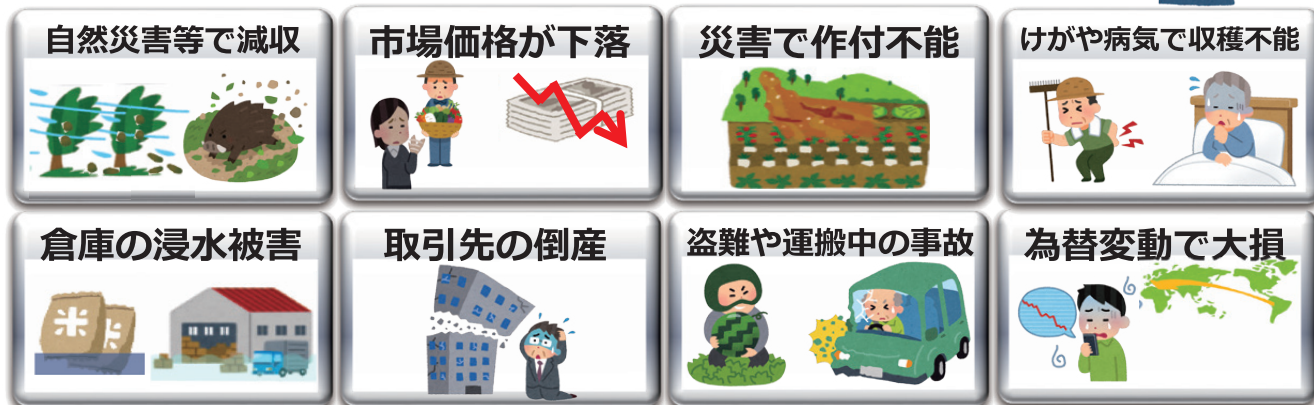 自然災害等で減収
市場価格が下落
災害で作付不能
けがや病気で収穫不能
倉庫の浸水被害
取引先の倒産
盗難や運搬中の事故
為替変動で大損
米
米